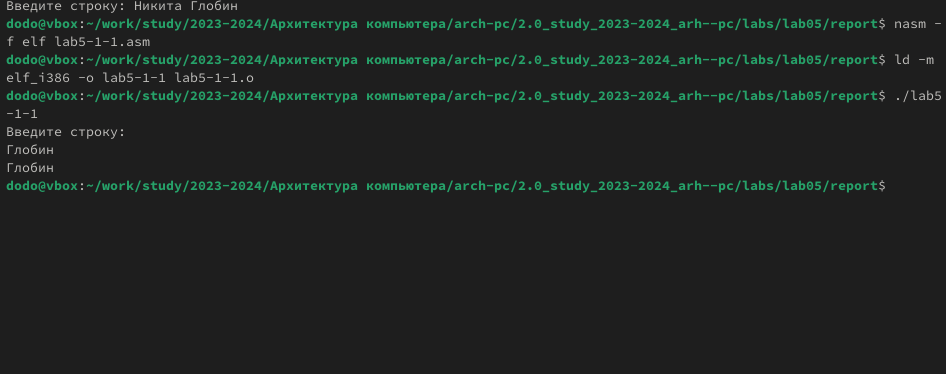 Введите строку: Никита Глобин
dodo@vbox:~/work/study/2023-2024/Архитектура компьютера/arch-pc/2.0_study_2023-2024_arh--pc/labs/lab05/report$ nasm -
f elf lab5-1-1.asm
dodo@vbox:~/work/study/2023-2024/Архитектура компьютера/arch-pc/2.0_study_2023-2024_arh--pc/labs/lab05/report$ ld -m
elf_i386 -o lab5-1-1 lab5-1-1.o
dodo@vbox:~/work/study/2023-2024/Архитектура компьютера/arch-pc/2.0_study_2023-2024_arh--pc/labs/lab05/report$ ./lab5
-1-1
Введите строку:
Глобин
Глобин
dodo@vbox:~/work/study/2023-2024/Архитектура компьютера/arch-pc/2.0_study_2023-2024_arh--pc/labs/lab05/report$